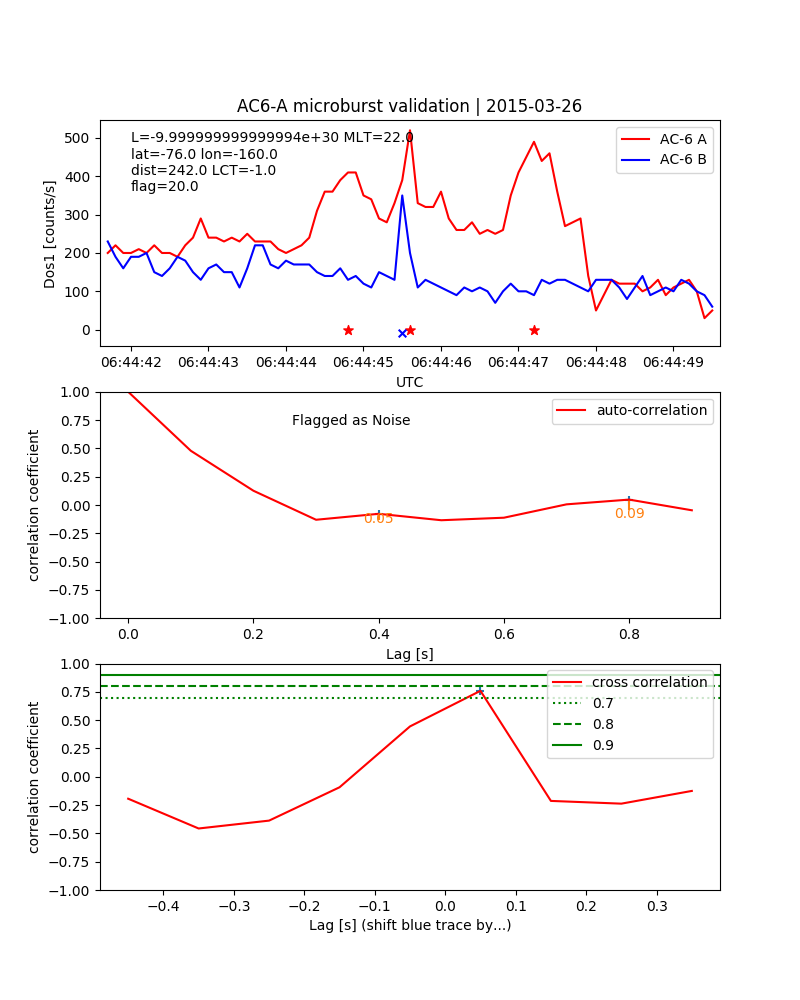 AC6-A microburst validation | 2015-03-26
L=-9.999999999999994e+30 MLT=22.0
lat=-76.0 lon=-160.0
dist=242.0 LCT=-1.0
flag=20.0
AC-6 A
AC-6 B
Dos1 [counts/s]
500
400
300
200
100
0
06:44:42 06:44:43 06:44:44 06:44:45 06:44:46 06:44:47 06:44:48 06:44:49
UTC
Flagged as Noise
auto-correlation
correlation coefficient
1.00
0.75
0.50
0.25
0.00
−0.25
−0.50
−0.75
−1.00
0.05
0.09
0.0 0.2 0.4 0.6 0.8
Lag [s]
cross correlation
0.7
0.8
0.9
correlation coefficient
1.00
0.75
0.50
0.25
0.00
−0.25
−0.50
−0.75
−1.00
−0.4 −0.3 −0.2 −0.1 0.0 0.1 0.2 0.3
Lag [s] (shift blue trace by...)